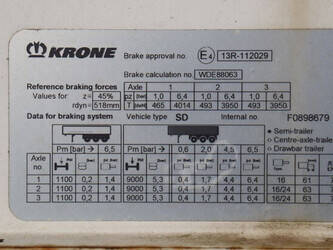 KRONE
Brake approval no. E4 13R-112029
Brake calculation no. WDE88063
Reference braking forces Axle 1 2 3
Values for z= 45% pm [bar] 1,0 6,4 1,0 6,4 1,0 6,4
rdyn= 518mm T [daN] 465 4014 493 3950 493 3950
Data for braking system Vehicle type SD Internal no. F0898679
Semi-trailer
Centre-axle-trailer
Drawbar trailer
Pm [bar] → 6,5 Pm [bar] → 0,6 2,0 4,5 6,5
Axle no.
1 1100 0,2 1,4 9000 5,3 0,4 1,7 4,4 6,4 16 61
2 1100 0,2 1,4 9000 5,3 0,4 1,7 4,4 6,4 16/24 63
3 1100 0,2 1,4 9000 5,3 0,4 1,7 4,4 6,4 16/24 63